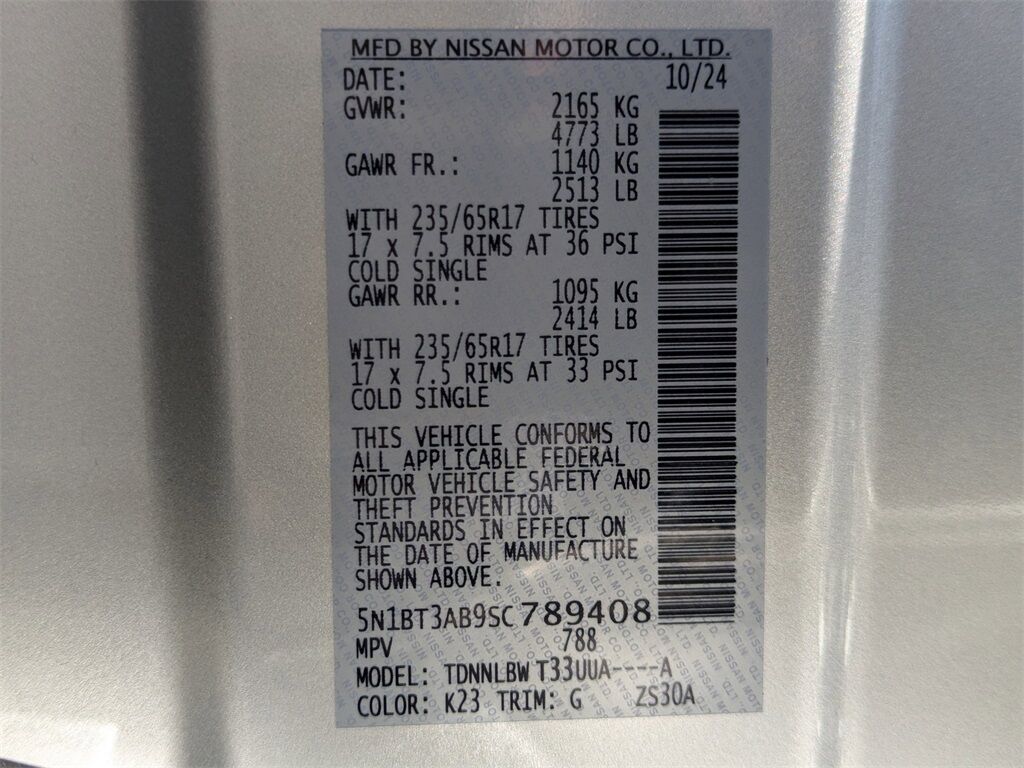 MFD BY NISSAN MOTOR CO., LTD.
DATE: 10/24
GVWR: 2165 KG
4773 LB
GAWR FR.: 1140 KG
2513 LB
WITH 235/65R17 TIRES
17 x 7.5 RIMS AT 36 PSI
COLD SINGLE
GAWR RR.: 1095 KG
2414 LB
WITH 235/65R17 TIRES
17 x 7.5 RIMS AT 33 PSI
COLD SINGLE
THIS VEHICLE CONFORMS TO
ALL APPLICABLE FEDERAL
MOTOR VEHICLE SAFETY AND
THEFT PREVENTION
STANDARDS IN EFFECT ON
THE DATE OF MANUFACTURE
SHOWN ABOVE.
5N1BT3AB9SC789408
MPV 788
MODEL: TDNNLBW T33UUA----A
COLOR: K23 TRIM: G ZS30A